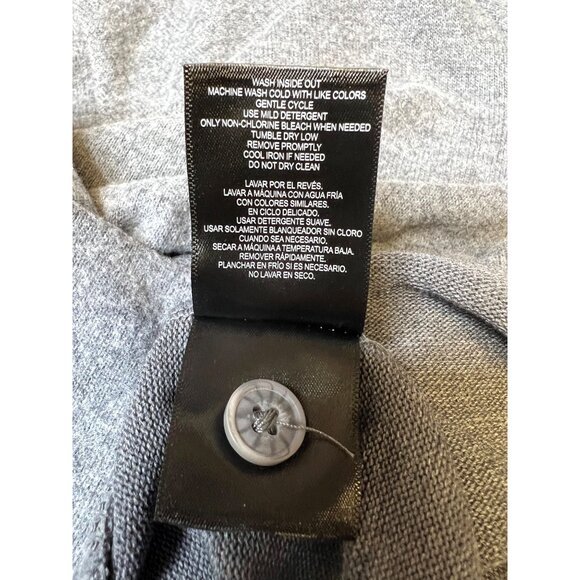 WASH INSIDE OUT
MACHINE WASH COLD WITH LIKE COLORS
GENTLE CYCLE
USE MILD DETERGENT
ONLY NON-CHLORINE BLEACH WHEN NEEDED
TUMBLE DRY LOW
REMOVE PROMPTLY
COOL IRON IF NEEDED
DO NOT DRY CLEAN
LAVAR POR EL REVÉS.
LAVAR A MÁQUINA CON AGUA FRÍA
CON COLORES SIMILARES.
EN CICLO DELICADO.
USAR DETERGENTE SUAVE.
USAR SOLAMENTE BLANQUEADOR SIN CLORO
CUANDO SEA NECESARIO.
SECAR A MÁQUINA A TEMPERATURA BAJA.
REMOVER RÁPIDAMENTE.
PLANCHAR EN FRÍO SI ES NECESARIO.
NO LAVAR EN SECO.